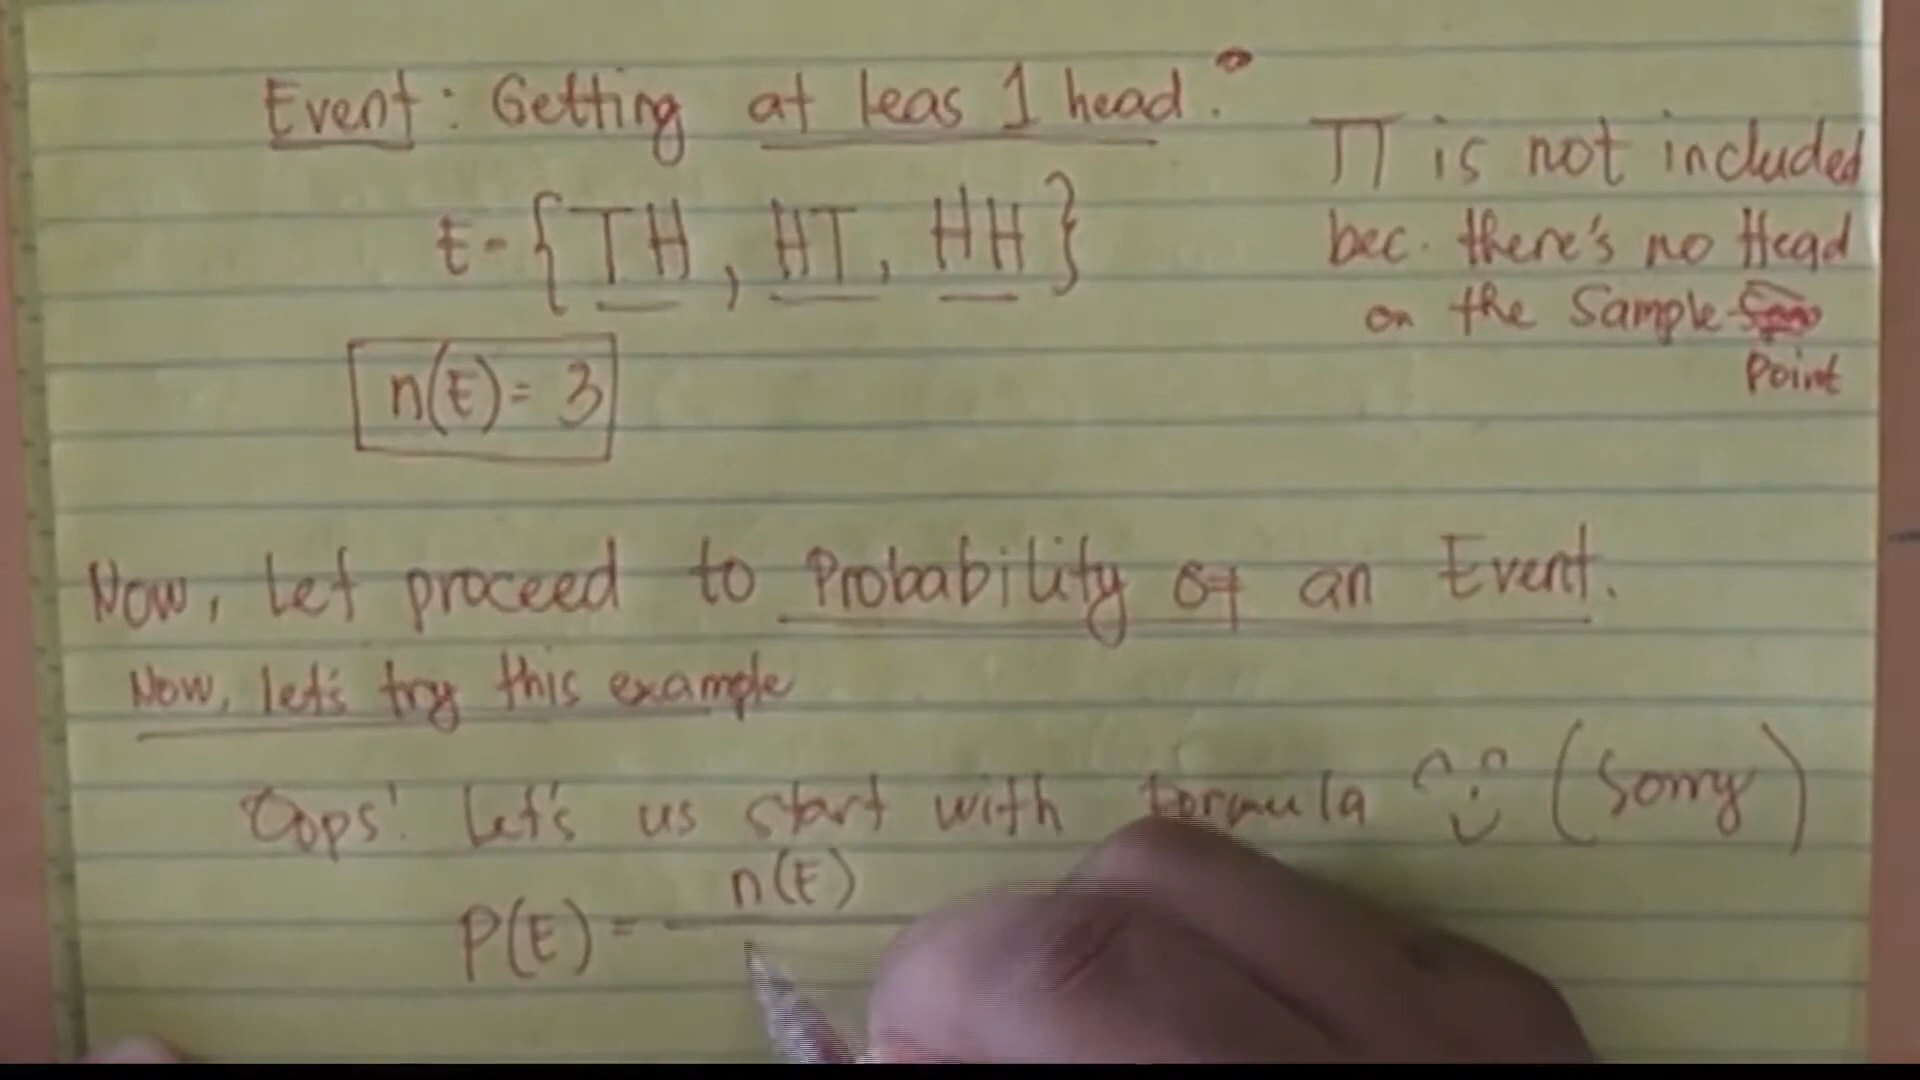 Event: Getting at leas 1 head.
E = {TH, HT, HH}
n(E) = 3
TT is not included
bec. there's no Head
on the Sample
Point
Now, Let proceed to Probability of an Event.
Now, let's try this example
Oops! Let's us start with formula (Sorry)
P(E) = n(E)